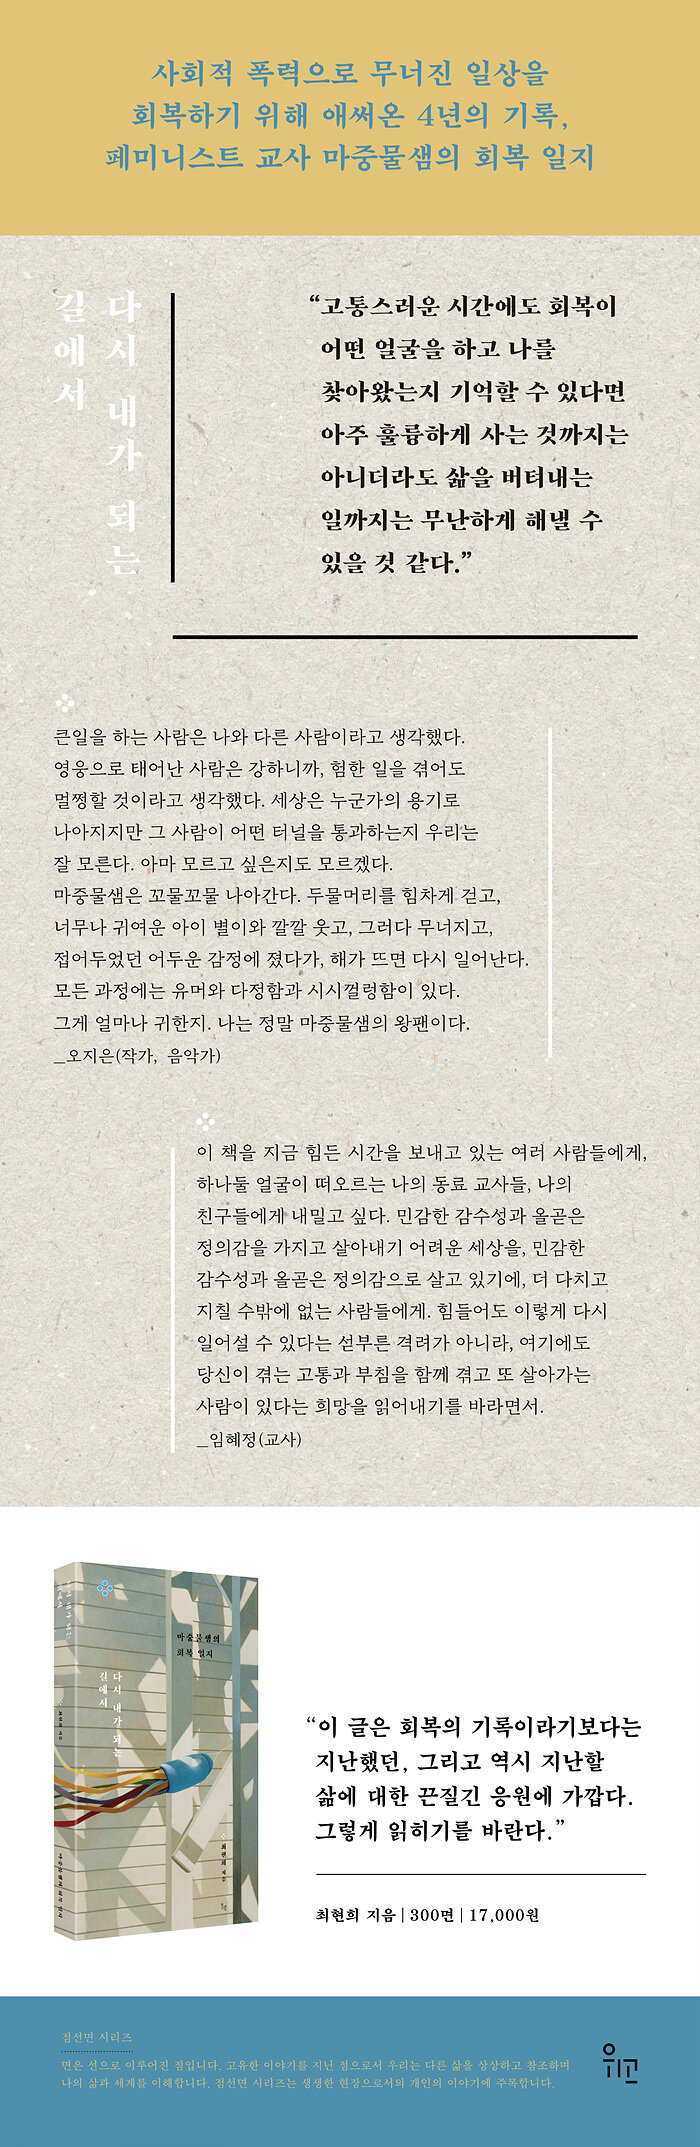 사회적 폭력으로 무너진 일상을
회복하기 위해 애써온 4년의 기록,
페미니스트 교사 마중물샘의 회복 일지
다시 내가 되는
길에서
“고통스러운 시간에도 회복이
어떤 얼굴을 하고 나를
찾아왔는지 기억할 수 있다면
아주 훌륭하게 사는 것까지는
아니더라도 삶을 버텨내는
일까지는 무난하게 해낼 수
있을 것 같다.”
큰일을 하는 사람은 나와 다른 사람이라고 생각했다.
영웅으로 태어난 사람은 강하니까, 험한 일을 겪어도
멀쩡할 것이라고 생각했다. 세상은 누군가의 용기로
나아지지만 그 사람이 어떤 터널을 통과하는지 우리는
잘 모른다. 아마 모르고 싶은지도 모르겠다.
마중물샘은 꼬물꼬물 나아간다. 두물머리를 힘차게 걷고,
너무나 귀여운 아이 별이와 깔깔 웃고, 그러다 무너지고,
접어두었던 어두운 감정에 졌다가, 해가 뜨면 다시 일어난다.
모든 과정에는 유머와 다정함과 시시껄렁함이 있다.
그게 얼마나 귀한지. 나는 정말 마중물샘의 왕팬이다.
_오지은(작가, 음악가)
이 책을 지금 힘든 시간을 보내고 있는 여러 사람들에게,
하나둘 얼굴이 떠오르는 나의 동료 교사들, 나의
친구들에게 내밀고 싶다. 민감한 감수성과 올곧은
정의감을 가지고 살아내기 어려운 세상을, 민감한
감수성과 올곧은 정의감으로 살고 있기에, 더 다치고
지칠 수밖에 없는 사람들에게. 힘들어도 이렇게 다시
일어설 수 있다는 섣부른 격려가 아니라, 여기에도
당신이 겪는 고통과 부침을 함께 겪고 또 살아가는
사람이 있다는 희망을 읽어내기를 바라면서.
_임혜정(교사)
다시 내가 되는
길에서
최현희 지음
마중물샘의 회복 일지
마중물샘의
회복 일지
다시 내가 되는
길에서
최현희 지음
“이 글은 회복의 기록이라기보다는
지난했던, 그리고 역시 지난할
삶에 대한 끈질긴 응원에 가깝다.
그렇게 읽히기를 바란다.”
최현희 지음 | 300면 | 17,000원
점선면 시리즈
면은 선으로 이루어진 점입니다. 고유한 이야기를 지닌 점으로서 우리는 다른 삶을 상상하고 참조하며
나의 삶과 세계를 이해합니다. 점선면 시리즈는 생생한 현장으로서의 개인의 이야기에 주목합니다.
위고